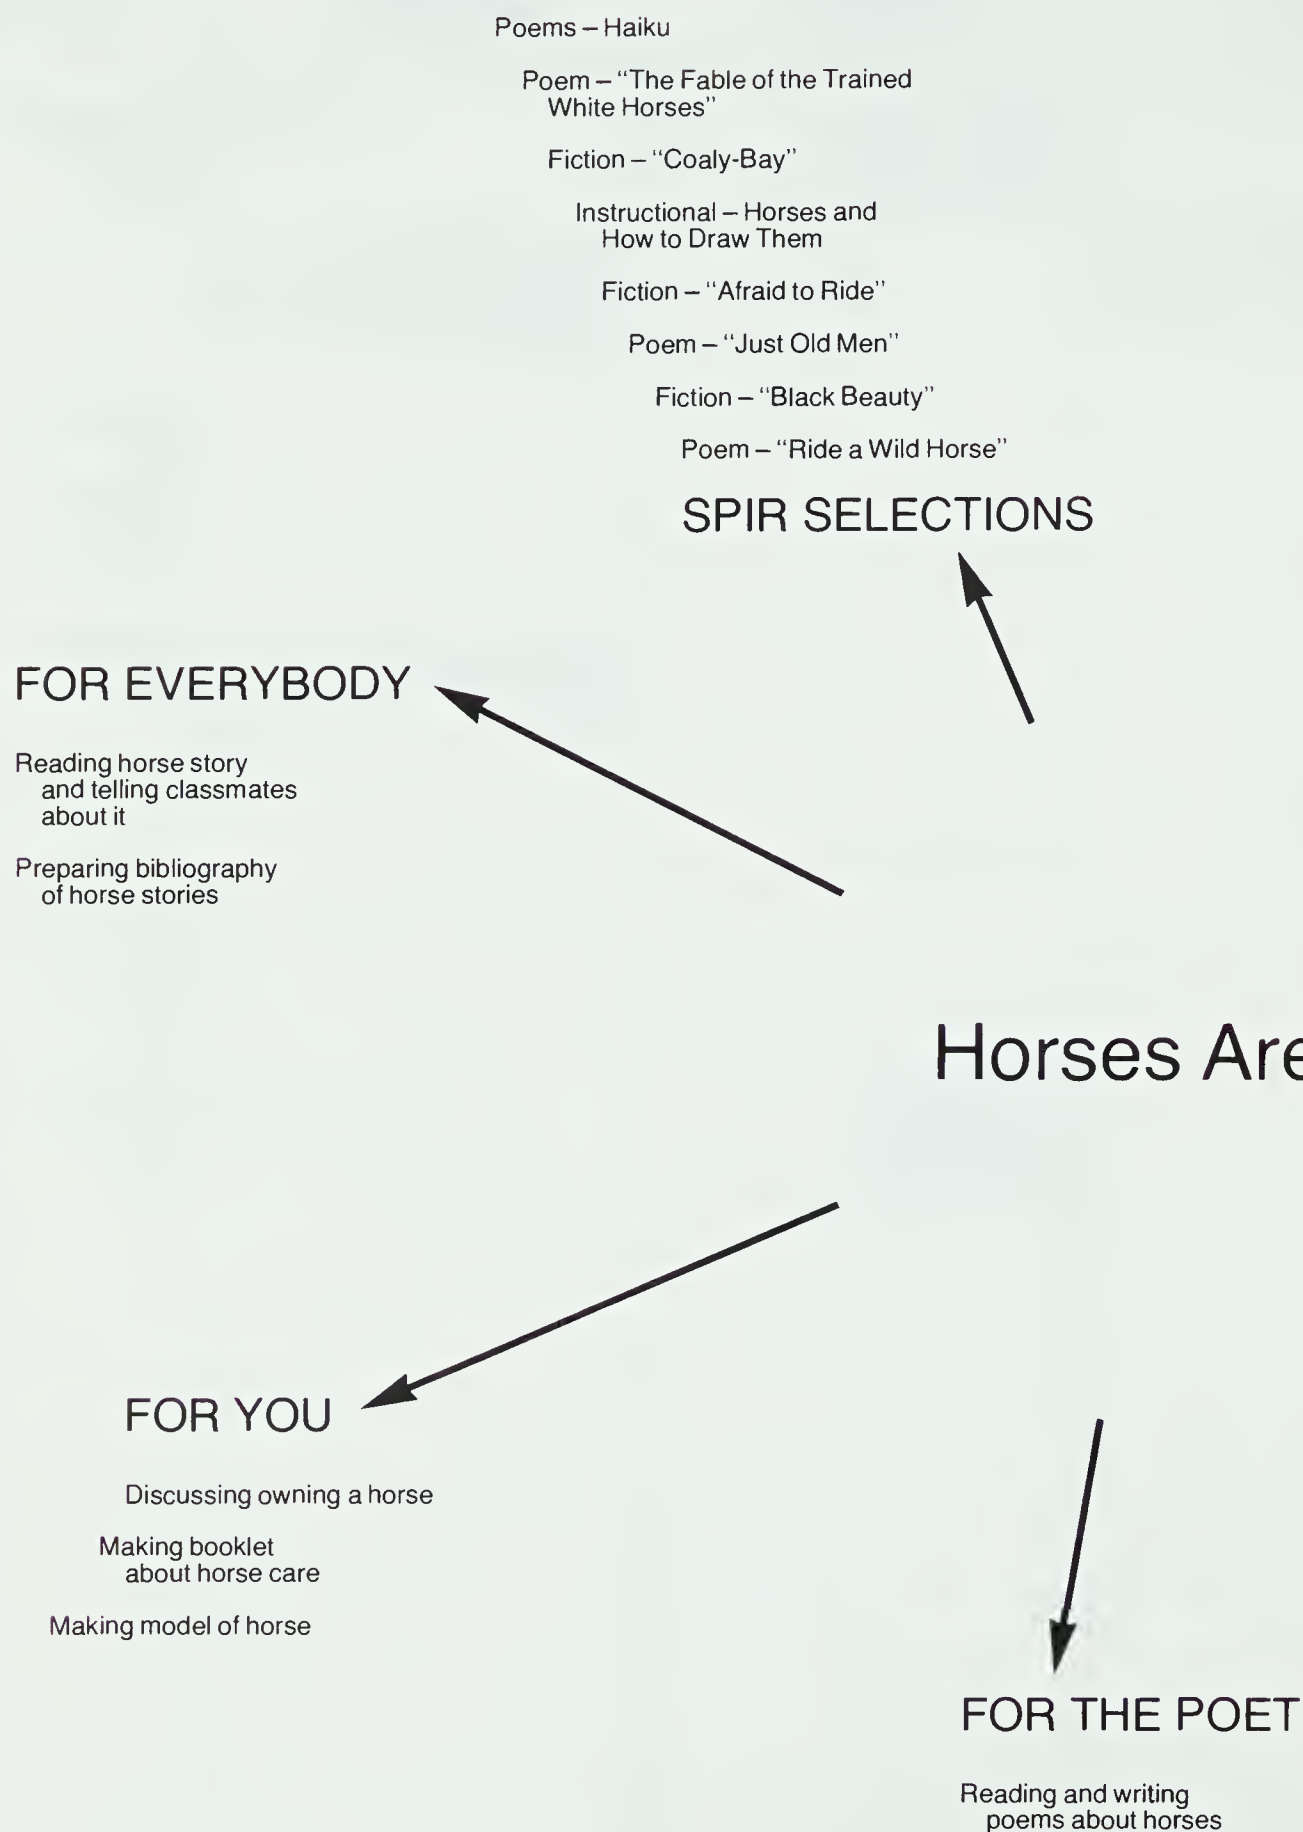 Poems – Haiku
Poem – “The Fable of the Trained
White Horses”
Fiction – “Coaly-Bay”
Instructional – Horses and
How to Draw Them
Fiction – “Afraid to Ride”
Poem – “Just Old Men”
Fiction – “Black Beauty”
Poem – “Ride a Wild Horse”
SPIR SELECTIONS
FOR EVERYBODY
Reading horse story
and telling classmates
about it
Preparing bibliography
of horse stories
Horses Are
FOR YOU
Discussing owning a horse
Making booklet
about horse care
Making model of horse
FOR THE POET
Reading and writing
poems about horses